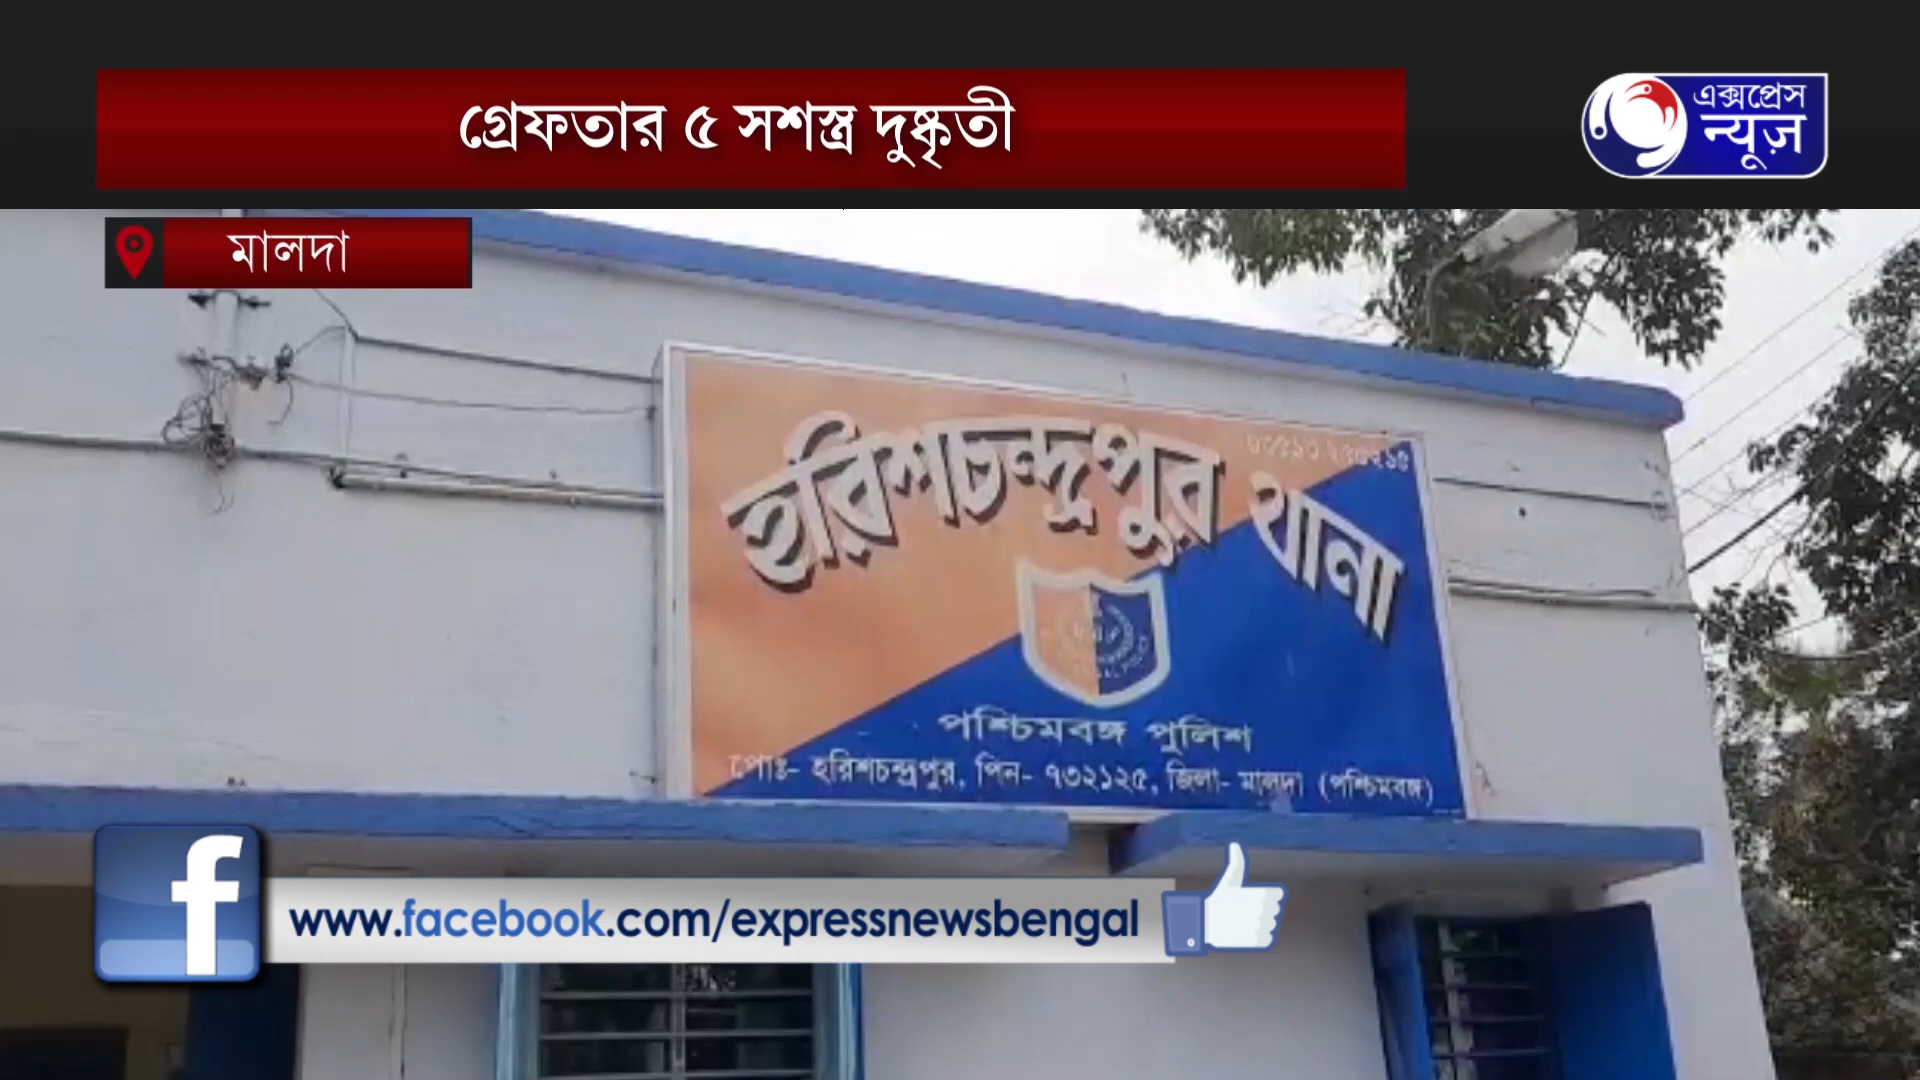 গ্রেফতার ৫ সশস্ত্র দুষ্কৃতী
এক্সপ্রেস
ন্যূজ়
মালদা
হরিশচন্দ্রপুর থানা
পশ্চিমবঙ্গ পুলিশ
পোঃ- হরিশচন্দ্রপুর, পিন- ৭৩২১২৫, জিলা- মালদা (পশ্চিমবঙ্গ)
f
www.facebook.com/expressnewsbengal